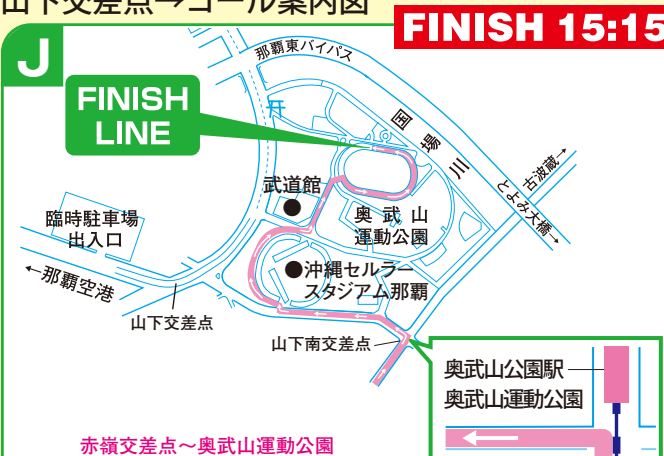 山下交差点→ゴール案内図
FINISH 15:15
J
FINISH
LINE
那覇東バイパス
国場川
古波蔵→
とよみ大橋→
武道館
奥武山
運動公園
臨時駐車場
出入口
←那覇空港
沖縄セルラー
スタジアム那覇
山下交差点
山下南交差点
奥武山公園駅
奥武山運動公園
赤嶺交差点〜奥武山運動公園